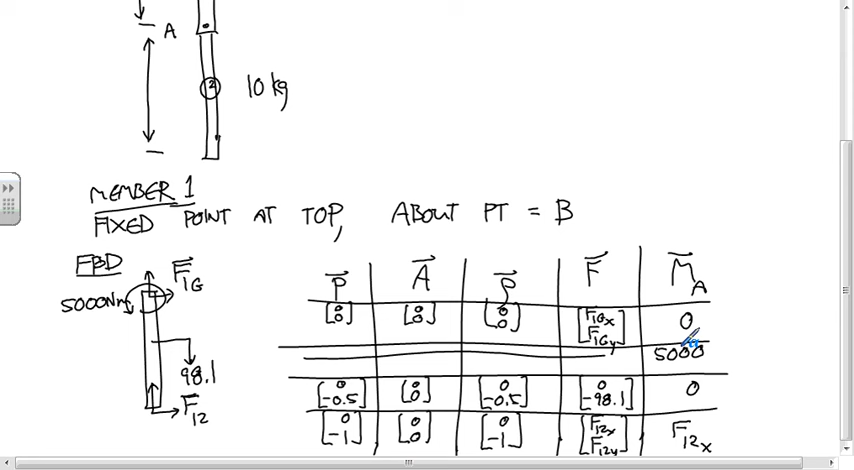 A
2
10 kg
MEMBER 1
FIXED POINT AT TOP, ABOUT PT = B
FBD
F1G
5000Nm
98.1
F12
P A ρ F MA
[0 0] [0 0] [0 0] [F1Gx F1Gy] 0
5000
[0 -0.5] [0 0] [0 -0.5] [0 -98.1] 0
[0 -1] [0 0] [0 -1] [F12x F12y] F12x